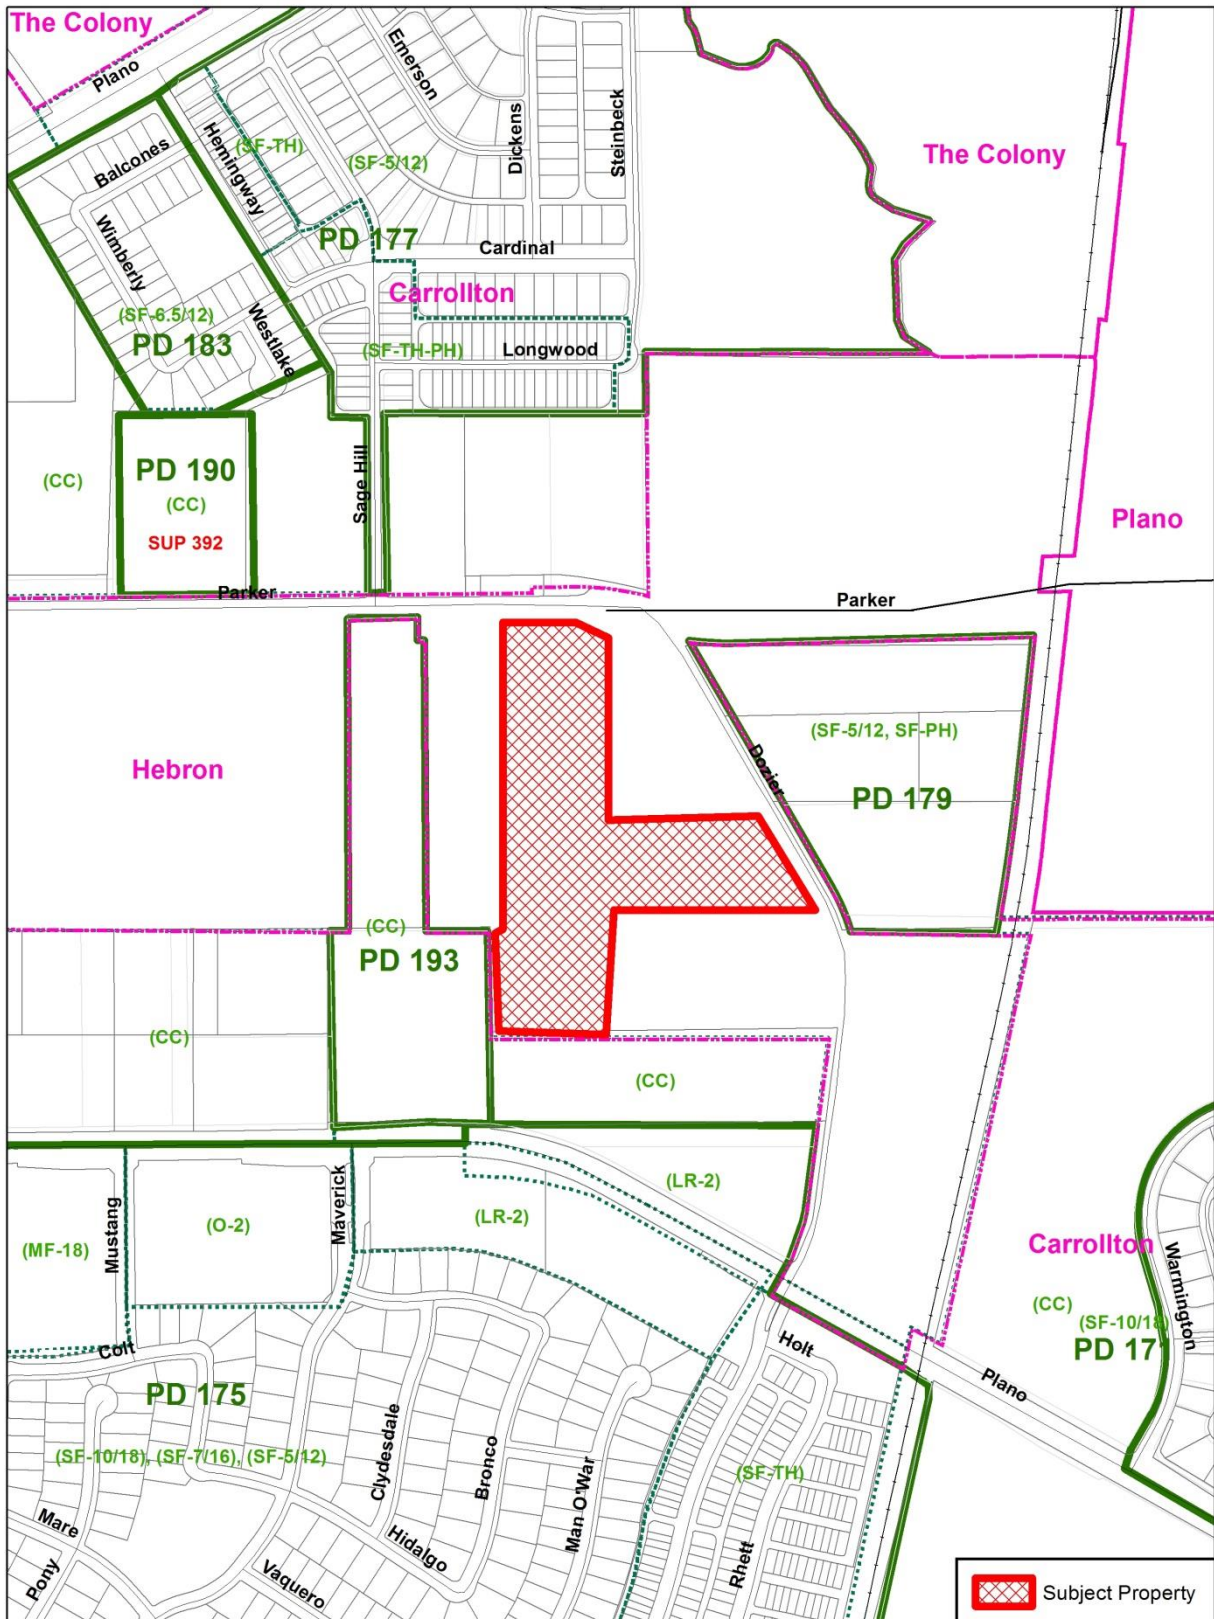 The Colony
Plano
Emerson
Dickens
Steinbeck
Balcones
Hemingway
(SF-TH)
(SF-5/12)
The Colony
Wimberly
PD 177
Cardinal
Carrollton
(SF-6.5/12)
PD 183
Westlake
(SF-TH-PH)
Longwood
PD 190
(CC)
(CC)
SUP 392
Sage Hill
Plano
Parker
Parker
Hebron
(SF-5/12, SF-PH)
Dozier
PD 179
(CC)
PD 193
(CC)
(CC)
(LR-2)
Mustang
Maverick
(MF-18)
(O-2)
(LR-2)
Carrollton
Warmington
(CC)
(SF-10/18)
PD 171
Colt
Holt
Plano
PD 175
(SF-10/18), (SF-7/16), (SF-5/12)
Clydesdale
Bronco
Man O'War
(SF-TH)
Mare
Pony
Hidalgo
Vaquero
Rhett
Subject Property